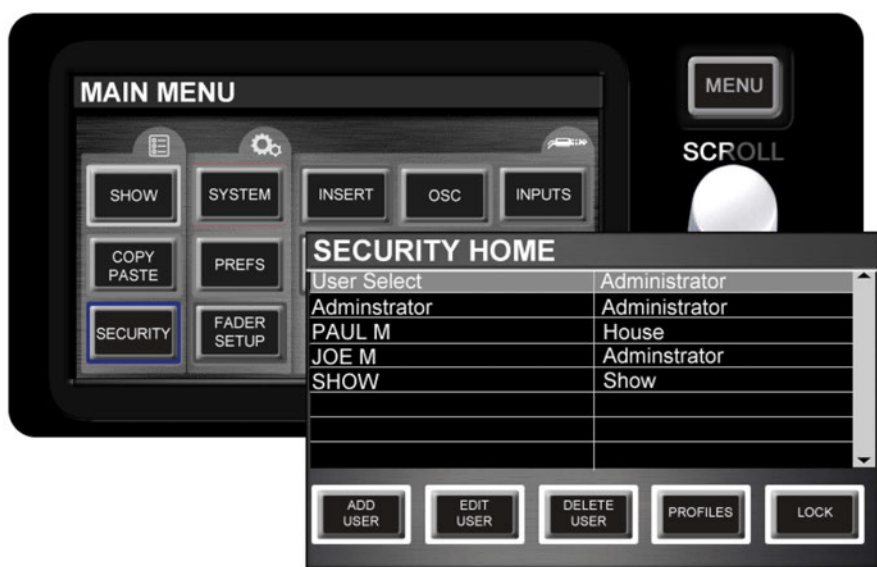 MAIN MENU
MENU
SCROLL
SHOW
SYSTEM
INSERT
OSC
INPUTS
COPY
PASTE
PREFS
SECURITY
FADER
SETUP
SECURITY HOME
User Select Administrator
Adminstrator Administrator
PAUL M House
JOE M Adminstrator
SHOW Show
ADD
USER
EDIT
USER
DELETE
USER
PROFILES
LOCK